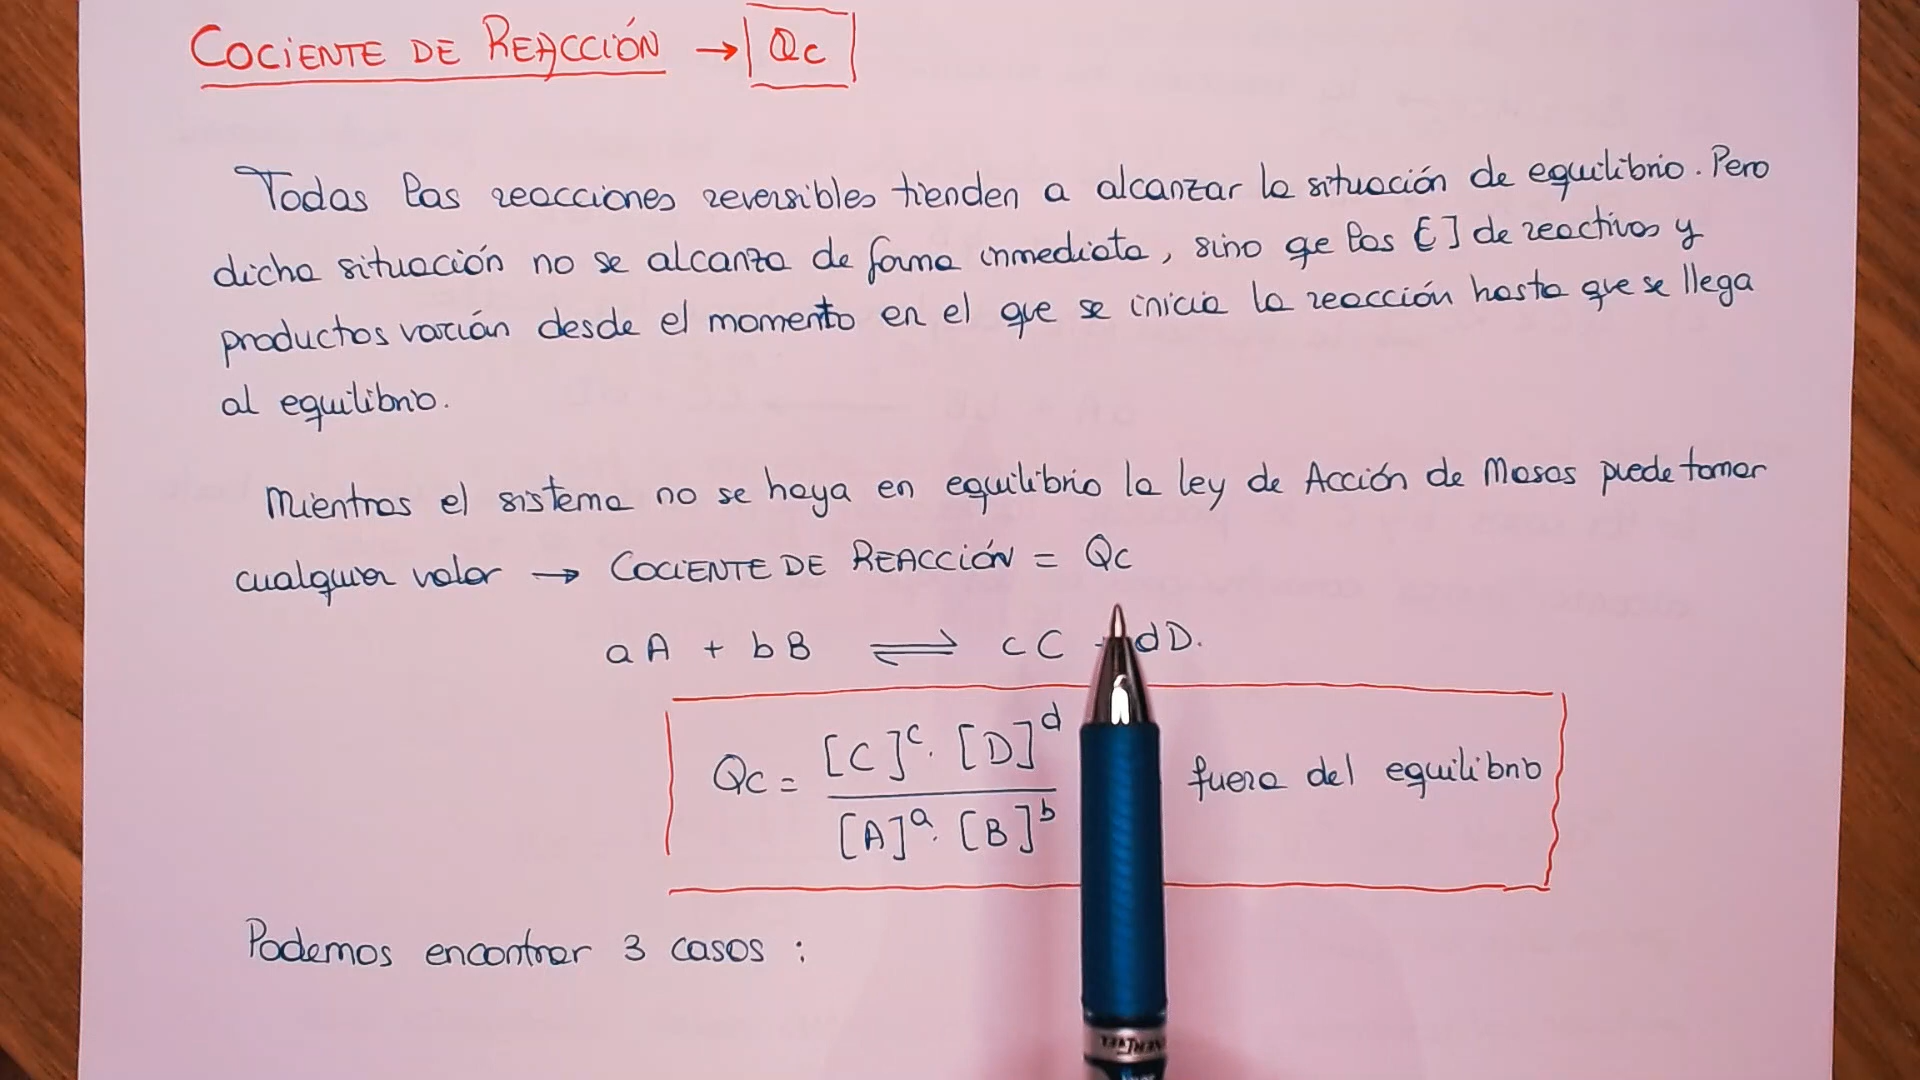 COCIENTE DE REACCIÓN → Qc
Todas las reacciones reversibles tienden a alcanzar la situación de equilibrio. Pero
dicha situación no se alcanza de forma inmediata, sino qe las [ ] de reactivos y
productos varían desde el momento en el que se inicia la reacción hasta que se llega
al equilibrio.
Mientras el sistema no se haya en equilibrio la ley de Acción de Masas puede tomar
cualquier valor → COCIENTE DE REACCIÓN = Qc
aA + bB ⇌ cC + dD.
Qc = [C]^c · [D]^d / [A]^a · [B]^b fuera del equilibrio
Podemos encontrar 3 casos :